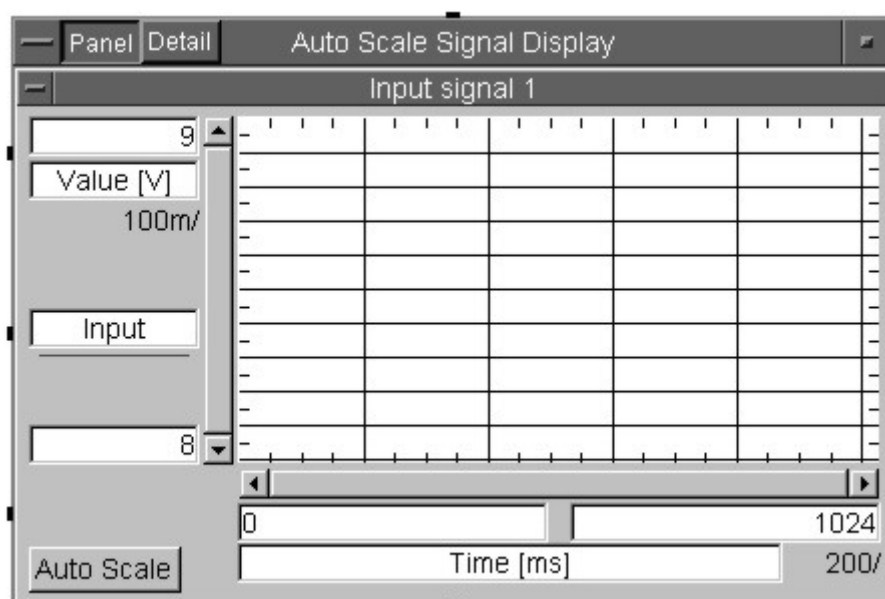 Panel Detail Auto Scale Signal Display
Input signal 1
9
Value [V]
100m/
Input
8
0 1024
Time [ms] 200/
Auto Scale